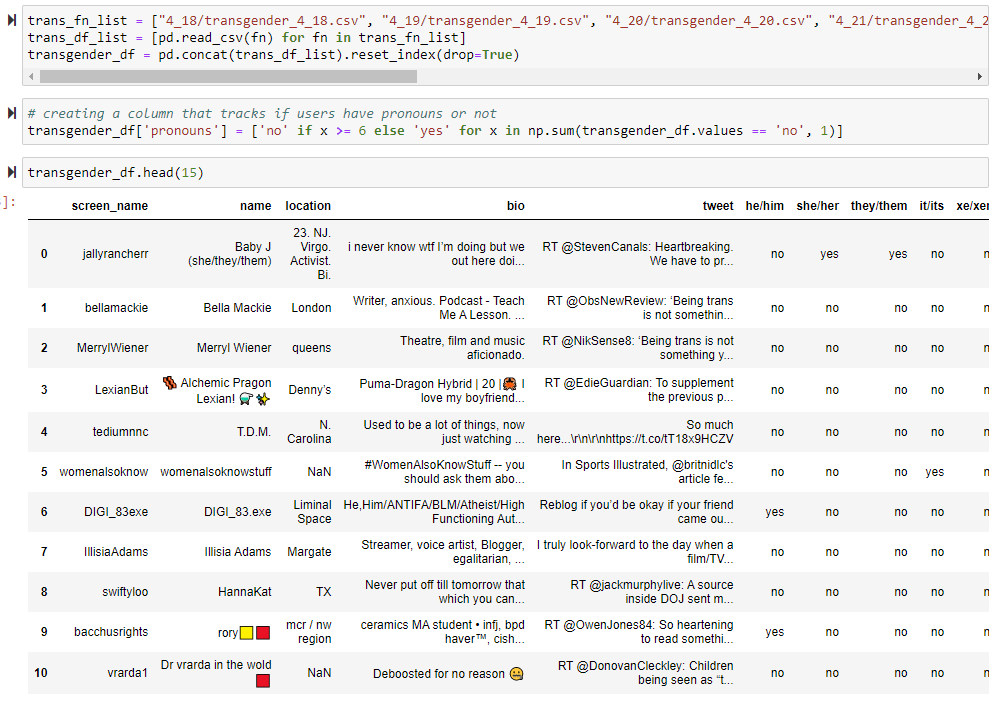 trans_fn_list = ["4_18/transgender_4_18.csv", "4_19/transgender_4_19.csv", "4_20/transgender_4_20.csv", "4_21/transgender_4_2
trans_df_list = [pd.read_csv(fn) for fn in trans_fn_list]
transgender_df = pd.concat(trans_df_list).reset_index(drop=True)
# creating a column that tracks if users have pronouns or not
transgender_df['pronouns'] = ['no' if x >= 6 else 'yes' for x in np.sum(transgender_df.values == 'no', 1)]
transgender_df.head(15)
]:
screen_name name location bio tweet he/him she/her they/them it/its xe/xe
0 jallyrancherr Baby J (she/they/them) 23. NJ. Virgo. Activist. Bi. i never know wtf I'm doing but we out here doi... RT @StevenCanals: Heartbreaking. We have to pr... no yes yes no n
1 bellamackie Bella Mackie London Writer, anxious. Podcast - Teach Me A Lesson. ... RT @ObsNewReview: ‘Being trans is not somethin... no no no no n
2 MerrylWiener Merryl Wiener queens Theatre, film and music aficionado. RT @NikSense8: ‘Being trans is not something y... no no no no n
3 LexianBut Alchemic Pragon Lexian! Denny’s Puma-Dragon Hybrid | 20 | I love my boyfriend... RT @EdieGuardian: To supplement the previous p... no no no no n
4 tediumnnc T.D.M. N. Carolina Used to be a lot of things, now just watching ... So much here...\r\n\r\nhttps://t.co/tT18x9HCZV no no no no n
5 womenalsoknow womenalsoknowstuff NaN #WomenAlsoKnowStuff -- you should ask them abo... In Sports Illustrated, @britnidlc's article fe... no no no yes n
6 DIGI_83exe DIGI_83.exe Liminal Space He,Him/ANTIFA/BLM/Atheist/High Functioning Aut... Reblog if you’d be okay if your friend came ou... yes no no no n
7 IllisiaAdams Illisia Adams Margate Streamer, voice artist, Blogger, egalitarian, ... I truly look-forward to the day when a film/TV... no no no no n
8 swiftyloo HannaKat TX Never put off till tomorrow that which you can... RT @jackmurphylive: A source inside DOJ sent m... no no no no n
9 bacchusrights rory mcr / nw region ceramics MA student • infj, bpd haver™, cish... RT @OwenJones84: So heartening to read somethi... yes no no no n
10 vrarda1 Dr vrarda in the wold NaN Deboosted for no reason RT @DonovanCleckley: Children being seen as “t... no no no no n